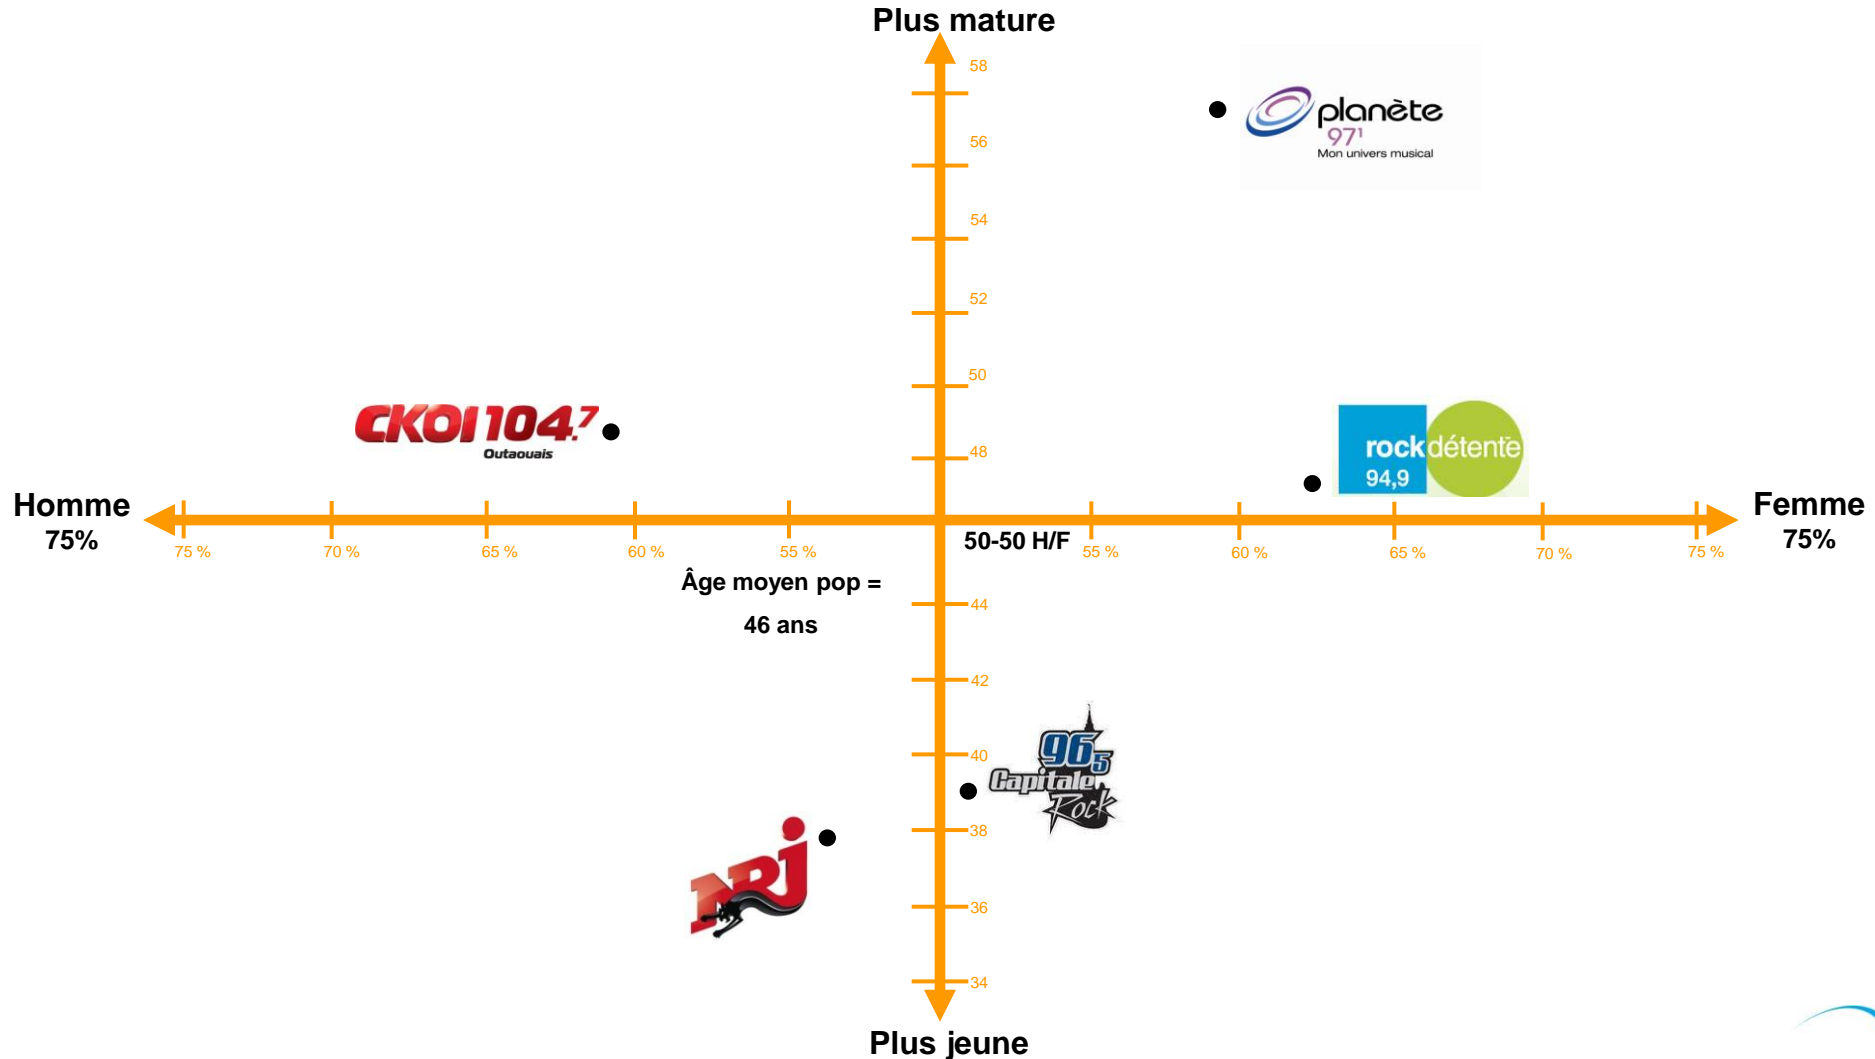 Plus mature
58
56
54
52
50
48
planète
97¹
Mon univers musical
CKOI 104.7
Outaouais
rock détente
94,9
Homme
75%
Femme
75%
75 %
70 %
65 %
60 %
55 %
50-50 H/F
55 %
60 %
65 %
70 %
75 %
Âge moyen pop =
46 ans
44
42
40
38
36
34
96,5
Capitale
Rock
NRJ
Plus jeune